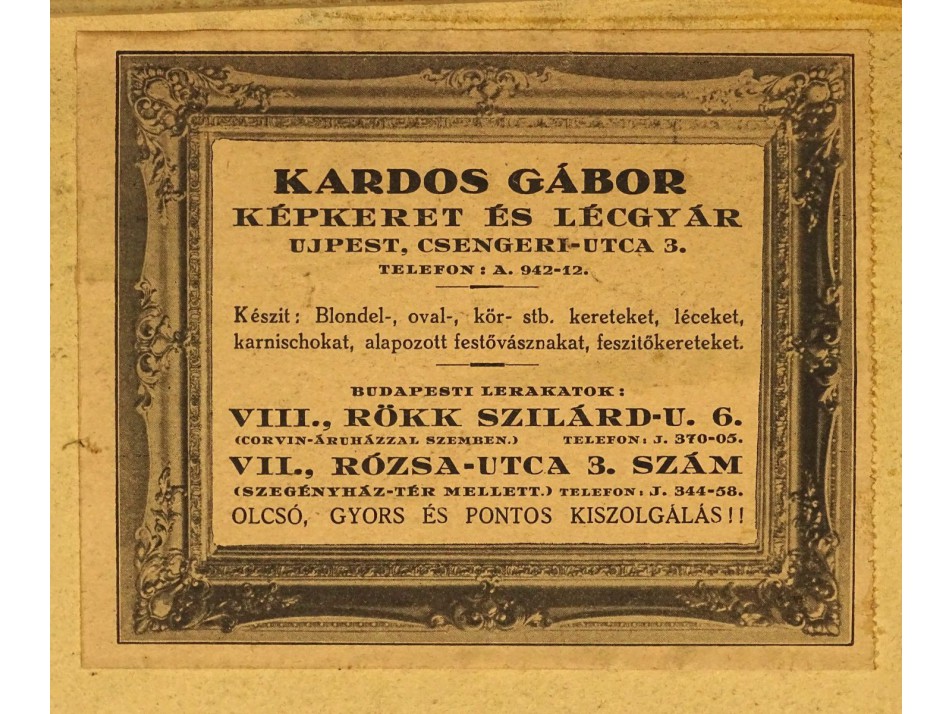 KARDOS GÁBOR
KÉPKERET ÉS LÉCGYÁR
UJPEST, CSENGERI-UTCA 3.
TELEFON: A. 942-12.
Készit: Blondel-, oval-, kör- stb. kereteket, léceket,
karnischokat, alapozott festővásznakat, feszitőkereteket.
BUDAPESTI LERAKATOK:
VIII., RÖKK SZILÁRD-U. 6.
(CORVIN-ÁRUHÁZZAL SZEMBEN.) TELEFON: J. 370-05.
VII., RÓZSA-UTCA 3. SZÁM
(SZEGÉNYHÁZ-TÉR MELLETT.) TELEFON: J. 344-58.
OLCSÓ, GYORS ÉS PONTOS KISZOLGÁLÁS!!